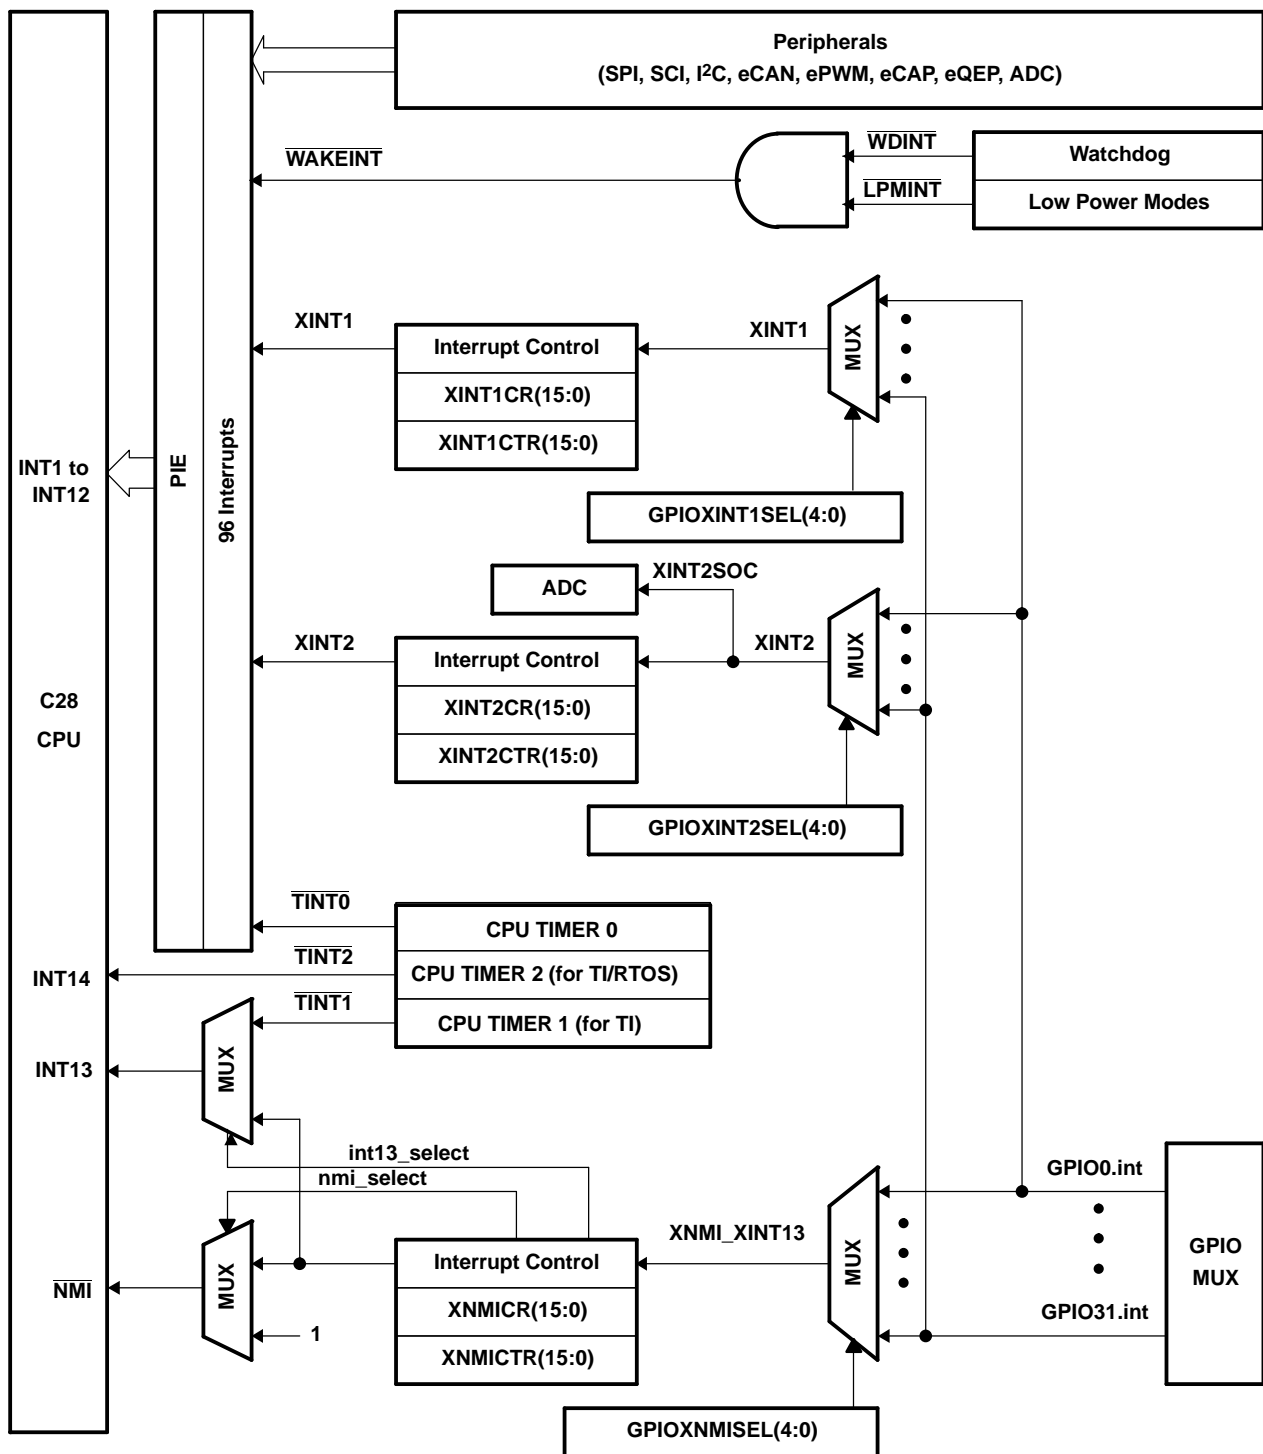 Peripherals
(SPI, SCI, I²C, eCAN, ePWM, eCAP, eQEP, ADC)
WAKEINT
WDINT
Watchdog
LPMINT
Low Power Modes
XINT1
Interrupt Control
XINT1CR(15:0)
XINT1CTR(15:0)
XINT1
MUX
GPIOXINT1SEL(4:0)
INT1 to
INT12
PIE
96 Interrupts
C28
CPU
ADC
XINT2SOC
XINT2
Interrupt Control
XINT2CR(15:0)
XINT2CTR(15:0)
XINT2
MUX
GPIOXINT2SEL(4:0)
TINT0
CPU TIMER 0
TINT2
CPU TIMER 2 (for TI/RTOS)
INT14
TINT1
CPU TIMER 1 (for TI)
INT13
MUX
int13_select
nmi_select
NMI
MUX
1
Interrupt Control
XNMICR(15:0)
XNMICTR(15:0)
XNMI_XINT13
MUX
GPIOXNMISEL(4:0)
GPIO0.int
GPIO31.int
GPIO
MUX